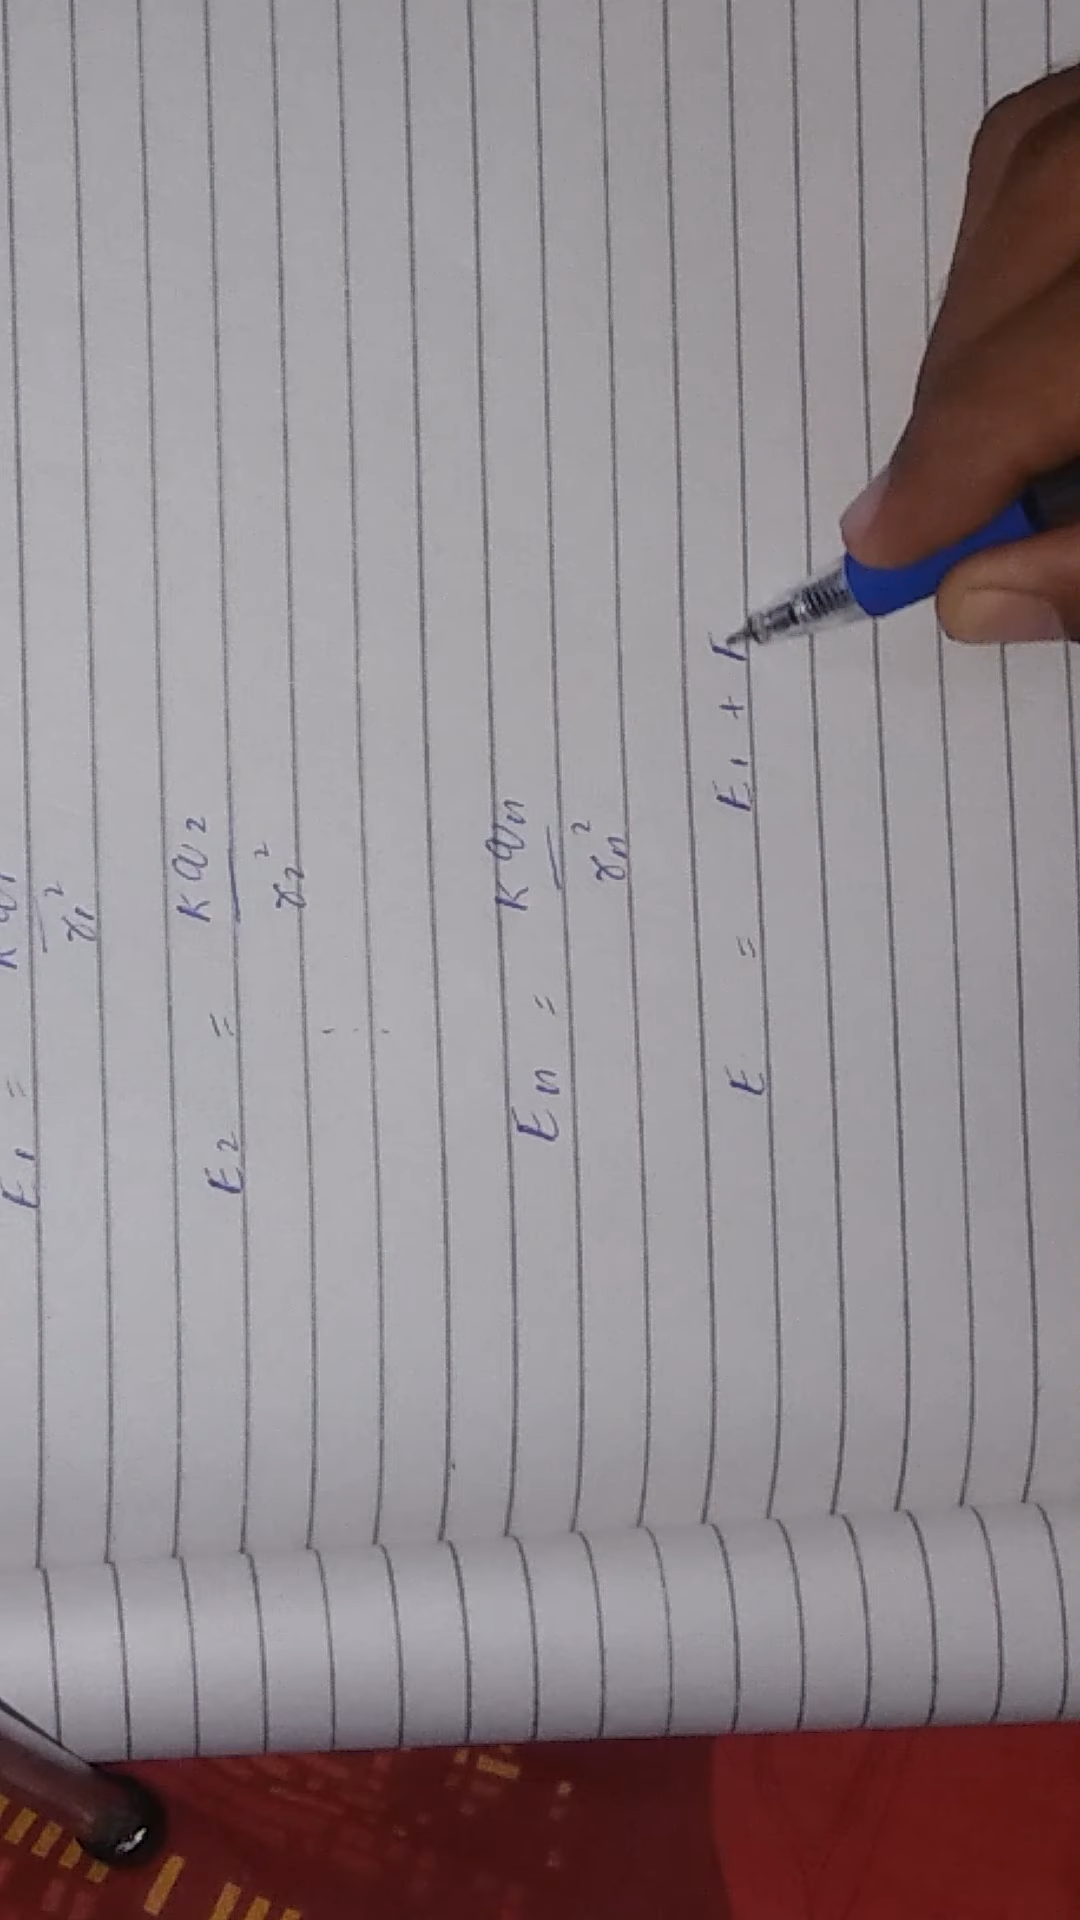 E1 = KQ1/r1²
E2 = KQ2/r2²
⋮
En = KQn/rn²
E = E1 +